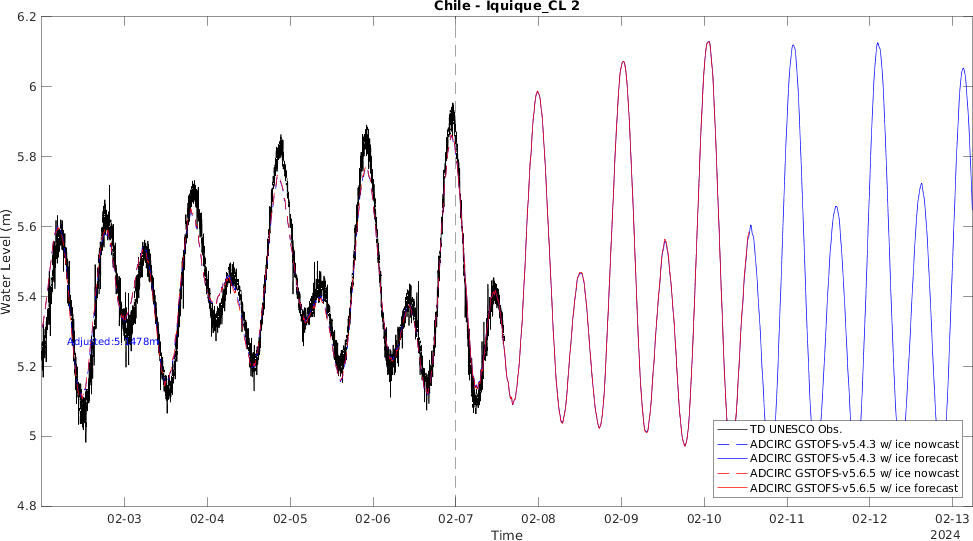 Chile - Iquique_CL 2
Water Level (m)
6.2
6
5.8
5.6
5.4
5.2
5
4.8
TD UNESCO Obs.
ADCIRC GSTOFS-v5.4.3 w/ ice nowcast
ADCIRC GSTOFS-v5.4.3 w/ ice forecast
ADCIRC GSTOFS-v5.6.5 w/ ice nowcast
ADCIRC GSTOFS-v5.6.5 w/ ice forecast
02-03 02-04 02-05 02-06 02-07 02-08 02-09 02-10 02-11 02-12 02-13
Time
2024